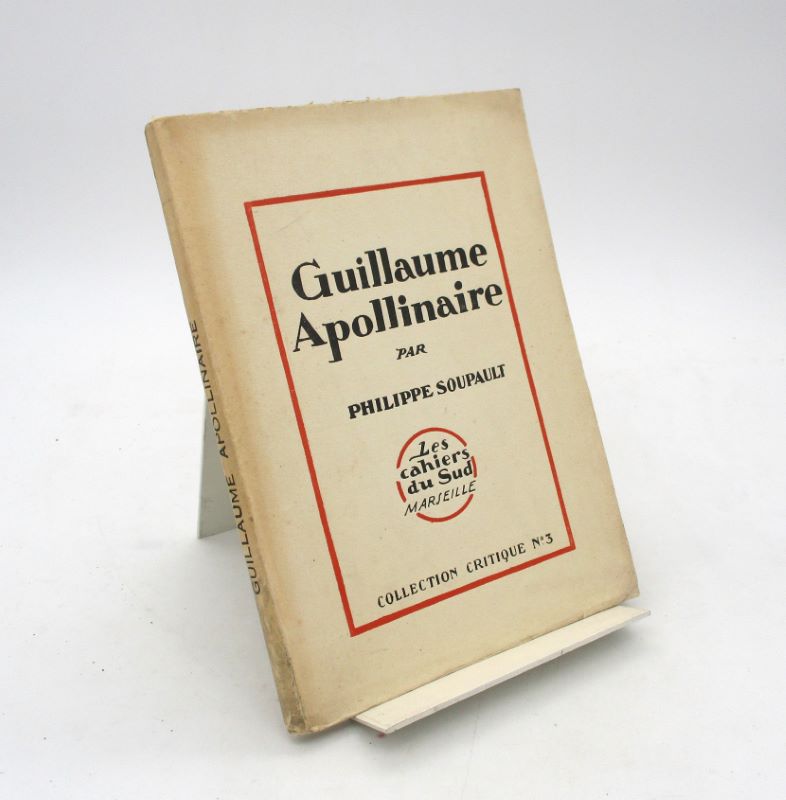 Guillaume
Apollinaire
PAR
PHILIPPE SOUPAULT
Les
cahiers
du Sud
MARSEILLE
COLLECTION CRITIQUE N° 3
GUILLAUME APOLLINAIRE